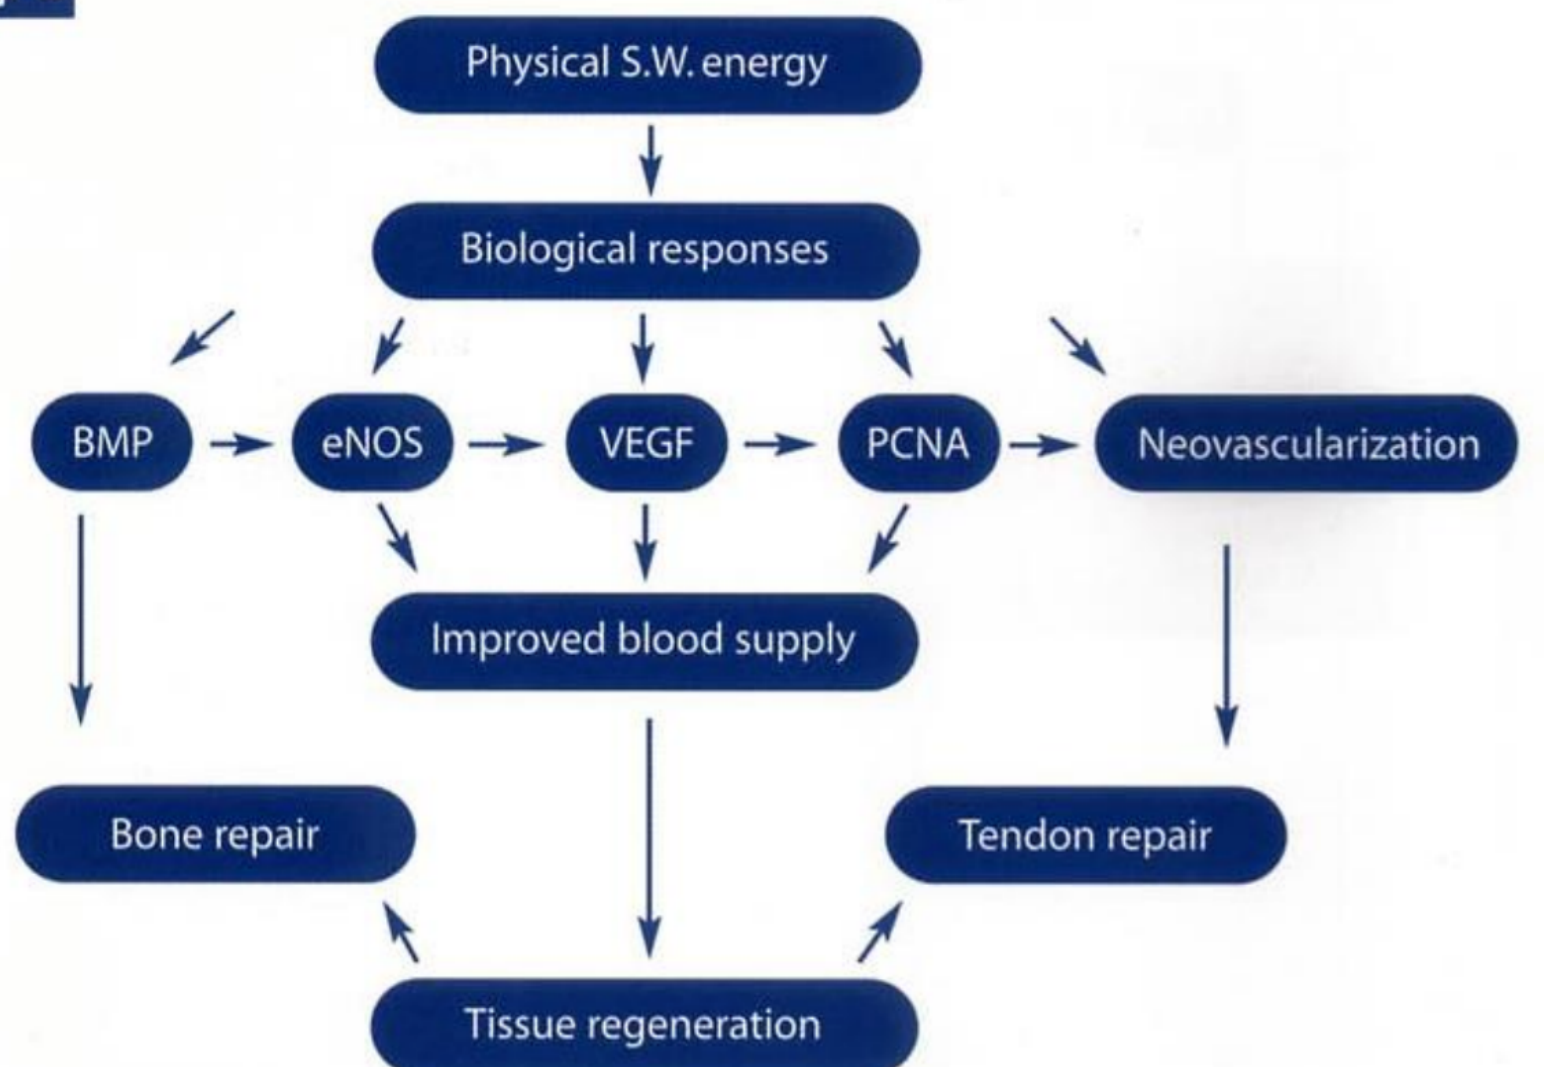 Physical S.W. energy
Biological responses
BMP
eNOS
VEGF
PCNA
Neovascularization
Improved blood supply
Bone repair
Tendon repair
Tissue regeneration